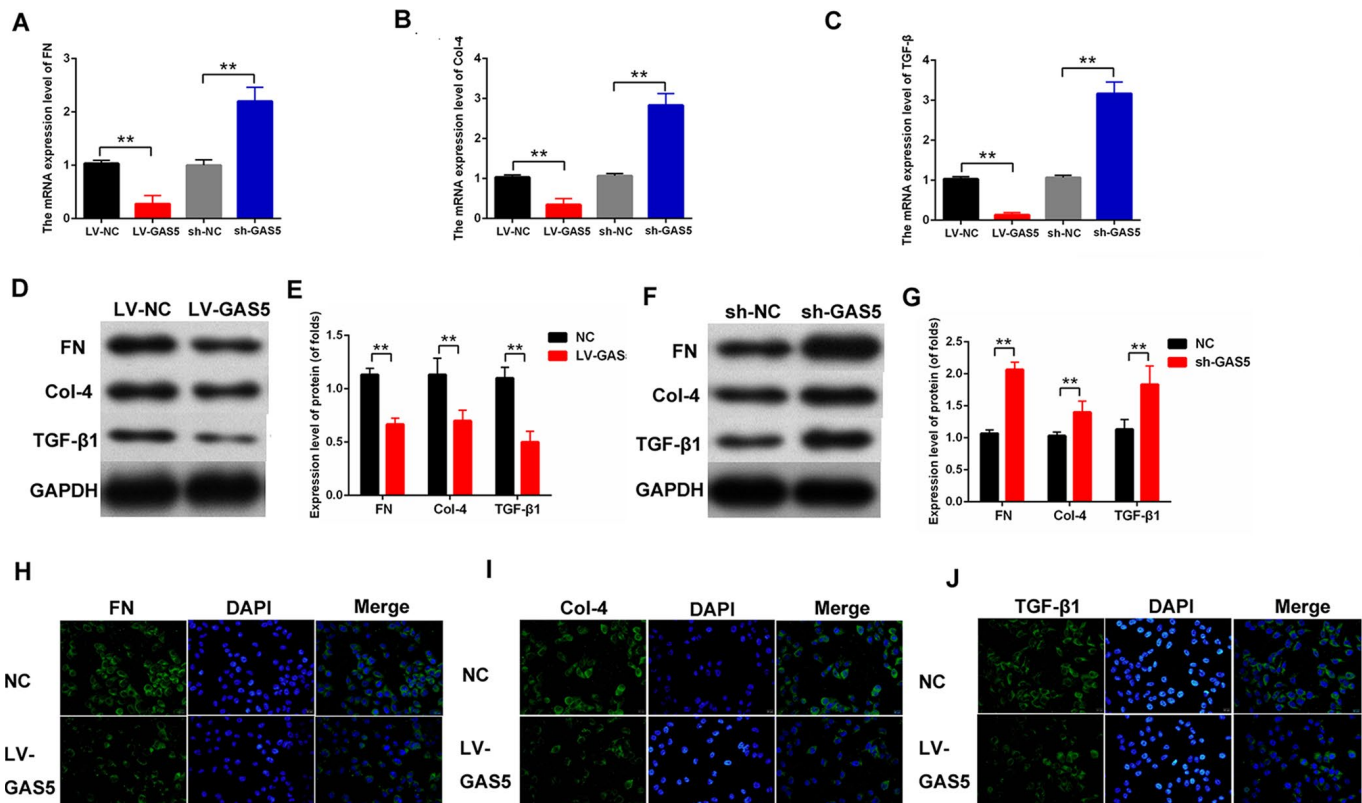 A
The mRNA expression level of FN
3
2
1
0
**
**
LV-NC LV-GAS5 sh-NC sh-GAS5
B
The mRNA expression level of Col-4
4
3
2
1
0
**
**
LV-NC LV-GAS5 sh-NC sh-GAS5
C
The mRNA expression level of TGF-β
4
3
2
1
0
**
**
LV-NC LV-GAS5 sh-NC sh-GAS5
D
LV-NC LV-GAS5
FN
Col-4
TGF-β1
GAPDH
E
Expression level of protein (of folds)
1.5
1.0
0.5
0.0
** ** **
FN Col-4 TGF-β1
NC
LV-GAS
F
sh-NC sh-GAS5
FN
Col-4
TGF-β1
GAPDH
G
Expression level of protein (of folds)
2.5
2.0
1.5
1.0
0.5
0.0
** ** **
FN Col-4 TGF-β1
NC
sh-GAS5
H
FN DAPI Merge
NC
LV-
GAS5
I
Col-4 DAPI Merge
NC
LV-
GAS5
J
TGF-β1 DAPI Merge
NC
LV-
GAS5